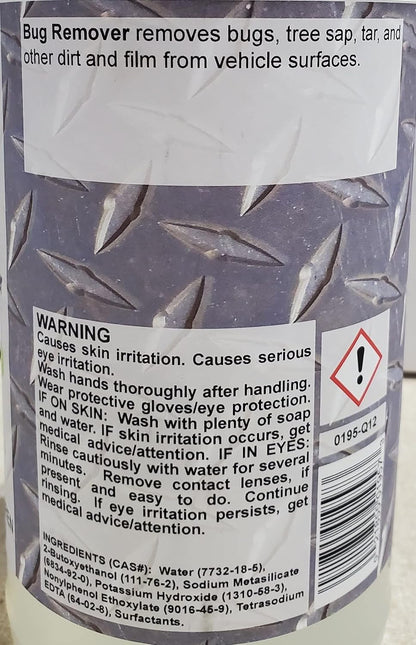 Bug Remover removes bugs, tree sap, tar, and
other dirt and film from vehicle surfaces.
WARNING
Causes skin irritation. Causes serious
eye irritation.
Wash hands thoroughly after handling.
Wear protective gloves/eye protection.
IF ON SKIN: Wash with plenty of soap
and water. IF skin irritation occurs, get
medical advice/attention. IF IN EYES:
Rinse cautiously with water for several
minutes. Remove contact lenses, if
present and easy to do. Continue
rinsing. If eye irritation persists, get
medical advice/attention.
INGREDIENTS (CAS#): Water (7732-18-5),
2-Butoxyethanol (111-76-2), Sodium Metasilicate
(6834-92-0), Potassium Hydroxide (1310-58-3),
Nonylphenol Ethoxylate (9016-45-9), Tetrasodium
EDTA (64-02-8), Surfactants.
0195-Q12